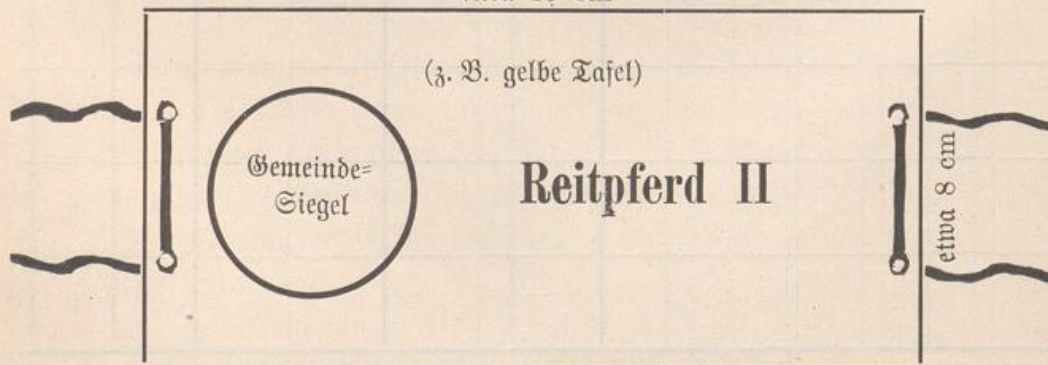 (z. B. gelbe Tafel)
Gemeinde=
Siegel
Reitpferd II
etwa 8 cm